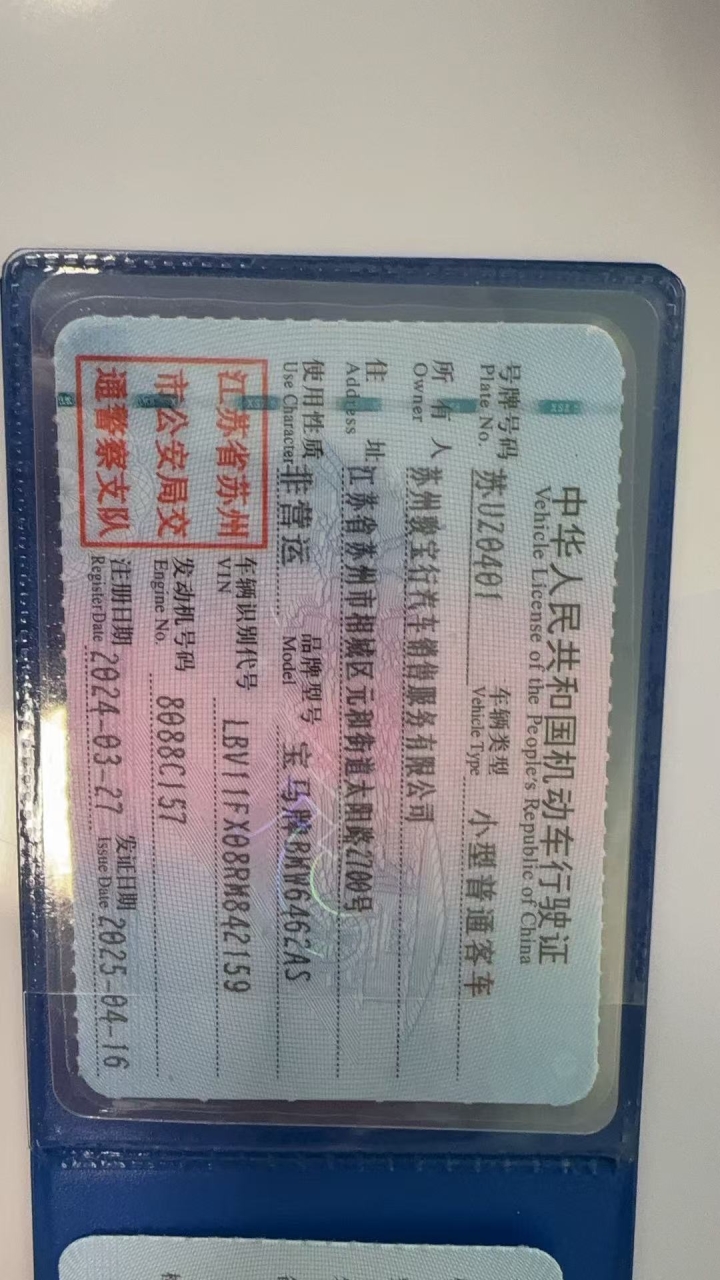 中华人民共和国机动车行驶证
Vehicle License of the People's Republic of China
号牌号码 苏UZ0401 车辆类型 小型普通客车
Plate No. Vehicle Type
所有人 苏州骏宝行汽车销售服务有限公司
Owner
住址 江苏省苏州市相城区元和街道太阳路2700号
Address
使用性质 非营运 品牌型号 宝马牌BMW6462AS
Use Character Model
江苏省苏州
市公安局交
通警察支队
车辆识别代号 LBV11FX08RM842159
VIN
发动机号码 8088C157
Engine No.
注册日期 2024-03-27 发证日期 2025-04-16
Register Date Issue Date